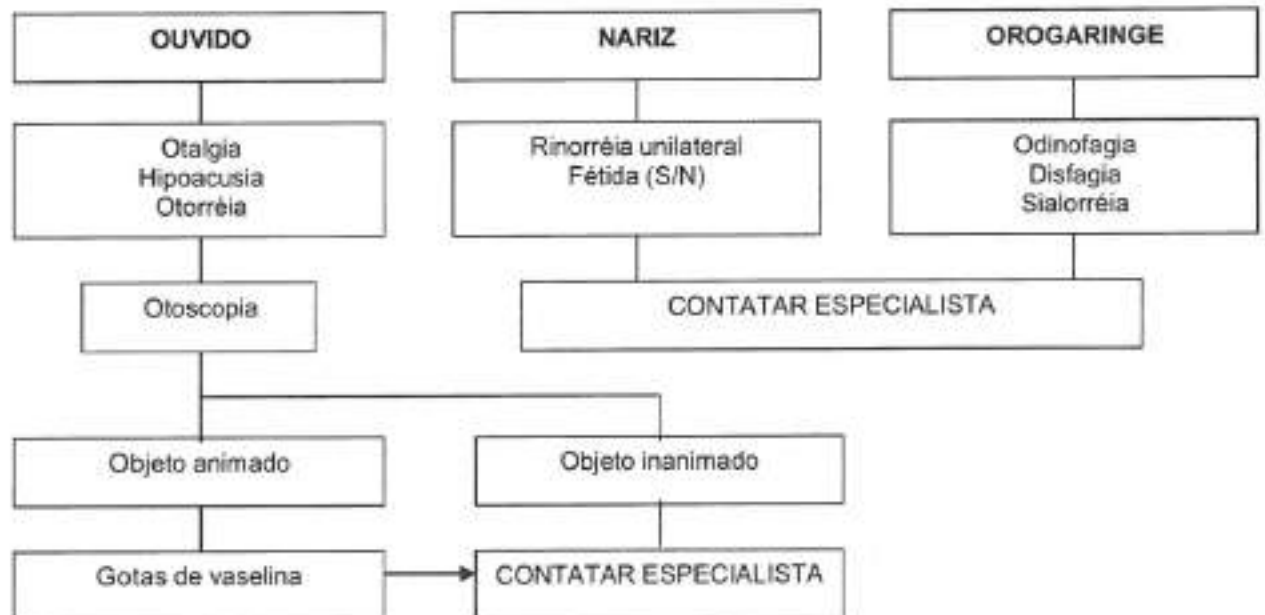 OUVIDO
NARIZ
OROGARINGE
Otalgia
Hipoacusia
Otorréia
Rinorréia unilateral
Fétida (S/N)
Odinofagia
Disfagia
Sialorréia
Otoscopia
CONTATAR ESPECIALISTA
Objeto animado
Objeto inanimado
Gotas de vaselina
CONTATAR ESPECIALISTA